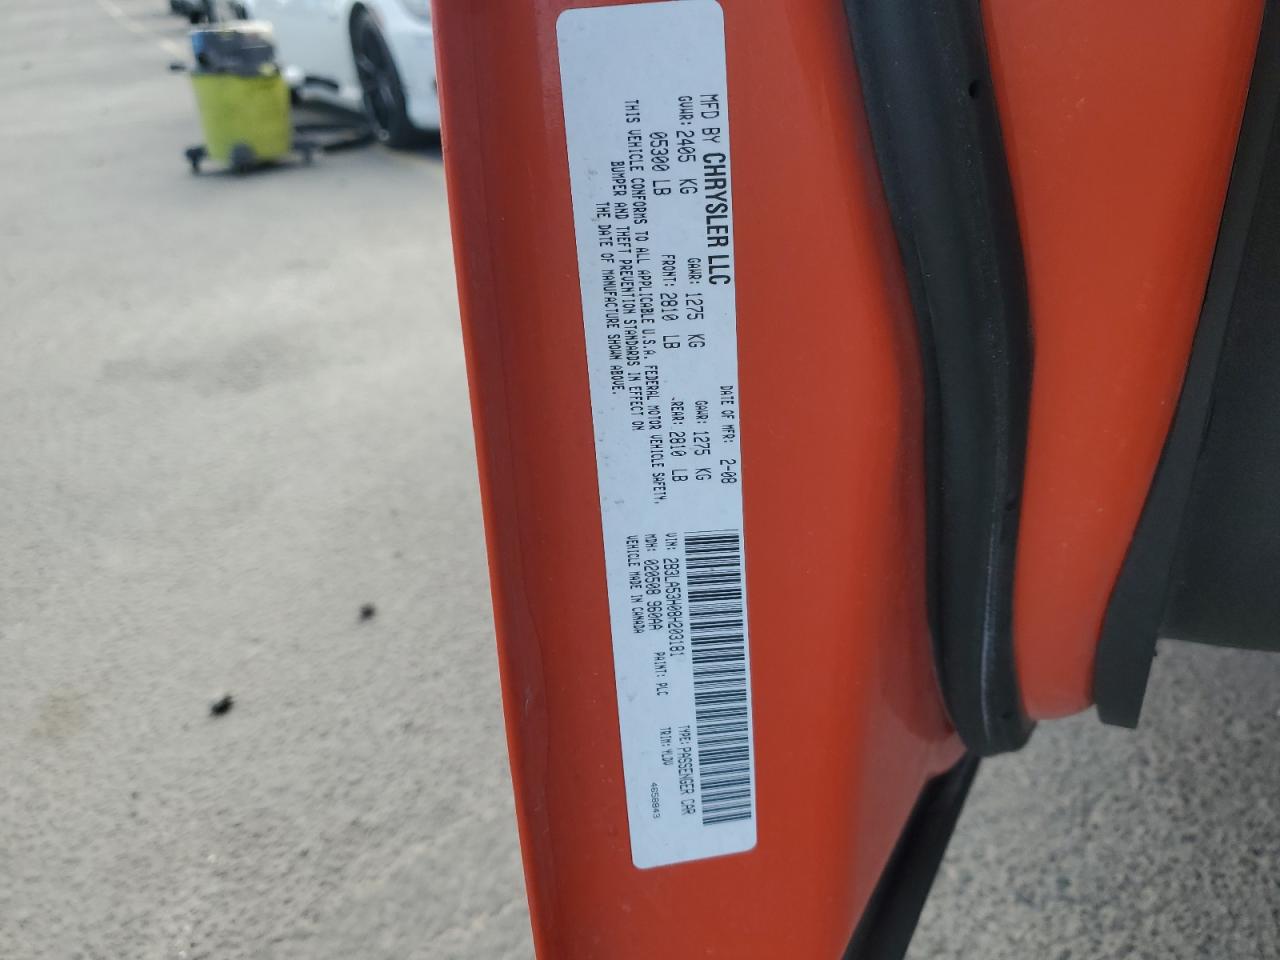 MFD BY CHRYSLER LLC DATE OF MFR: 2-08
GVWR: 2405 KG GAWR: 1275 KG GAWR: 1275 KG
05300 LB FRONT: 2810 LB REAR: 2810 LB
THIS VEHICLE CONFORMS TO ALL APPLICABLE U.S.A. FEDERAL MOTOR VEHICLE SAFETY,
BUMPER AND THEFT PREVENTION STANDARDS IN EFFECT ON
THE DATE OF MANUFACTURE SHOWN ABOVE.
VIN: 2B3LA53H08H203181 TYPE: PASSENGER CAR
MDH: 020508 960AA PAINT: PLC TRIM: YLDV
VEHICLE MADE IN CANADA 4658943